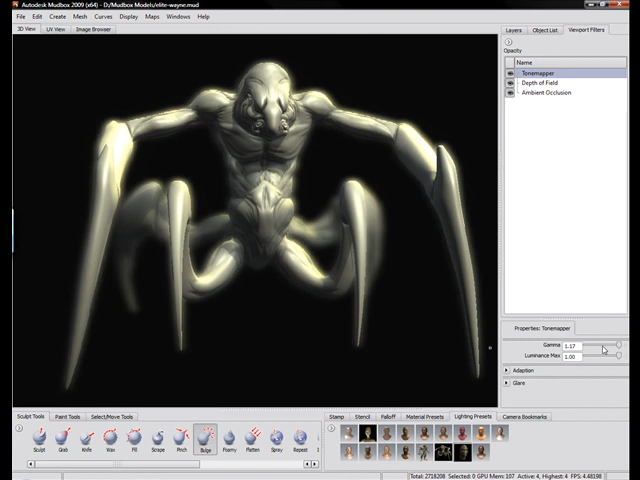 Autodesk Mudbox 2009 (x64) - D:/Mudbox Models/elite-wayne.mud
File Edit Create Mesh Curves Display Maps Windows Help
3D View UV View Image Browser
Layers Object List Viewport Filters
Opacity
Name
Tonemapper
Depth of Field
Ambient Occlusion
Properties: Tonemapper
Gamma 1.17
Luminance Max 1.00
Adaption
Glare
Sculpt Tools Paint Tools Select/Move Tools
Stamp Stencil Falloff Material Presets Lighting Presets Camera Bookmarks
Sculpt Grab Knife Wax Fill Scrape Pinch Bulge Foamy Flatten Spray Repeat
Total: 2718208 Selected: 0 GPU Mem: 107 Active: 4, Highest: 4 FPS: 4.48198